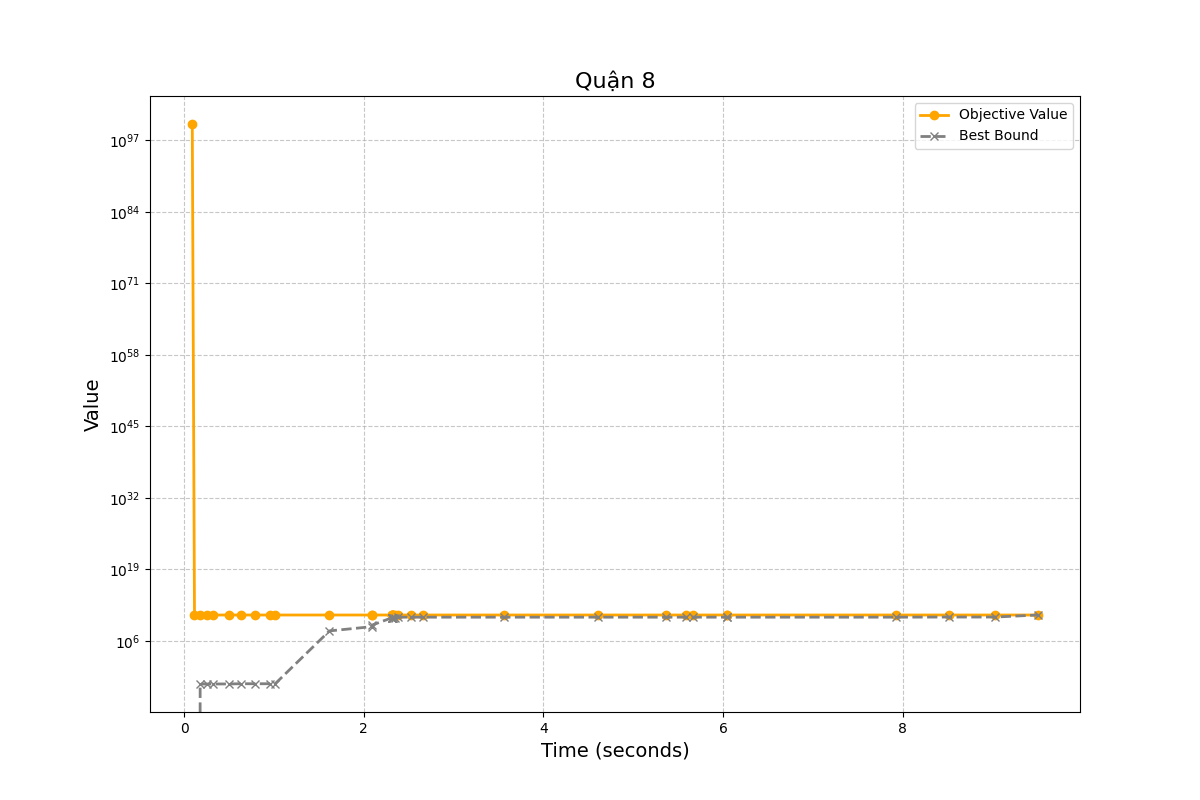 Quận 8
Objective Value
Best Bound
10^97
10^84
10^71
10^58
10^45
10^32
10^19
10^6
Value
0 2 4 6 8
Time (seconds)